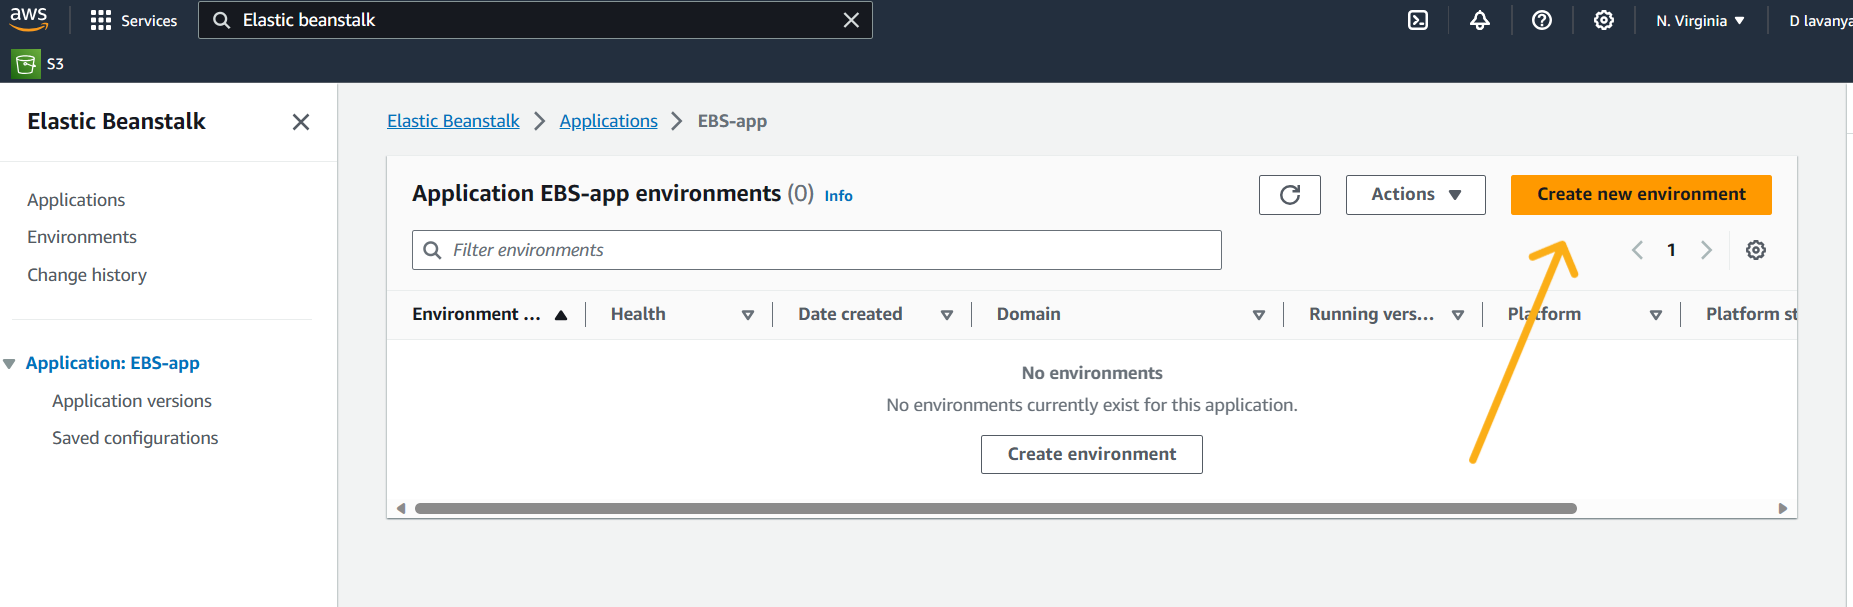 aws
Services
Elastic beanstalk
N. Virginia
D lavanya
S3
Elastic Beanstalk
Applications
Environments
Change history
Application: EBS-app
Application versions
Saved configurations
Elastic Beanstalk > Applications > EBS-app
Application EBS-app environments (0) Info
Actions
Create new environment
Filter environments
1
Environment ... Health Date created Domain Running vers... Platform Platform st
No environments
No environments currently exist for this application.
Create environment